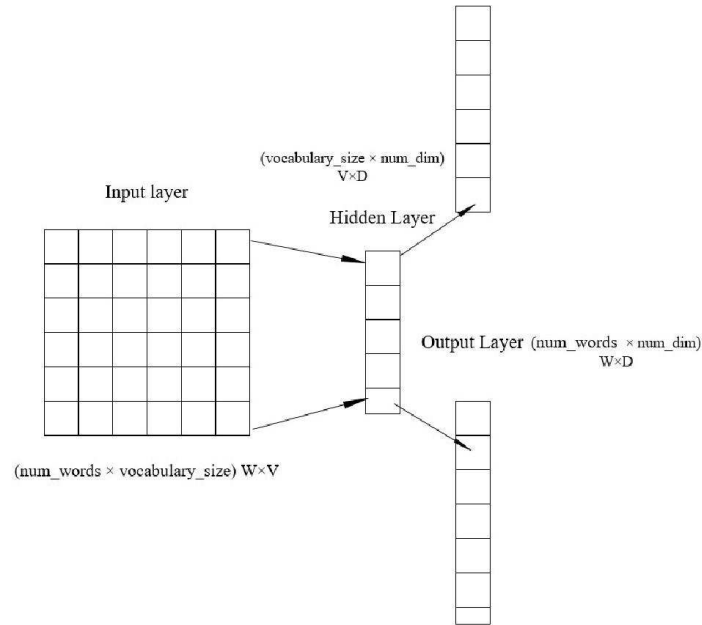 (vocabulary_size × num_dim)
V×D
Input layer
Hidden Layer
Output Layer (num_words × num_dim)
W×D
(num_words × vocabulary_size) W×V